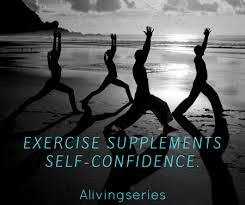 EXERCISE SUPPLEMENTS
SELF-CONFIDENCE.
Alivingseries